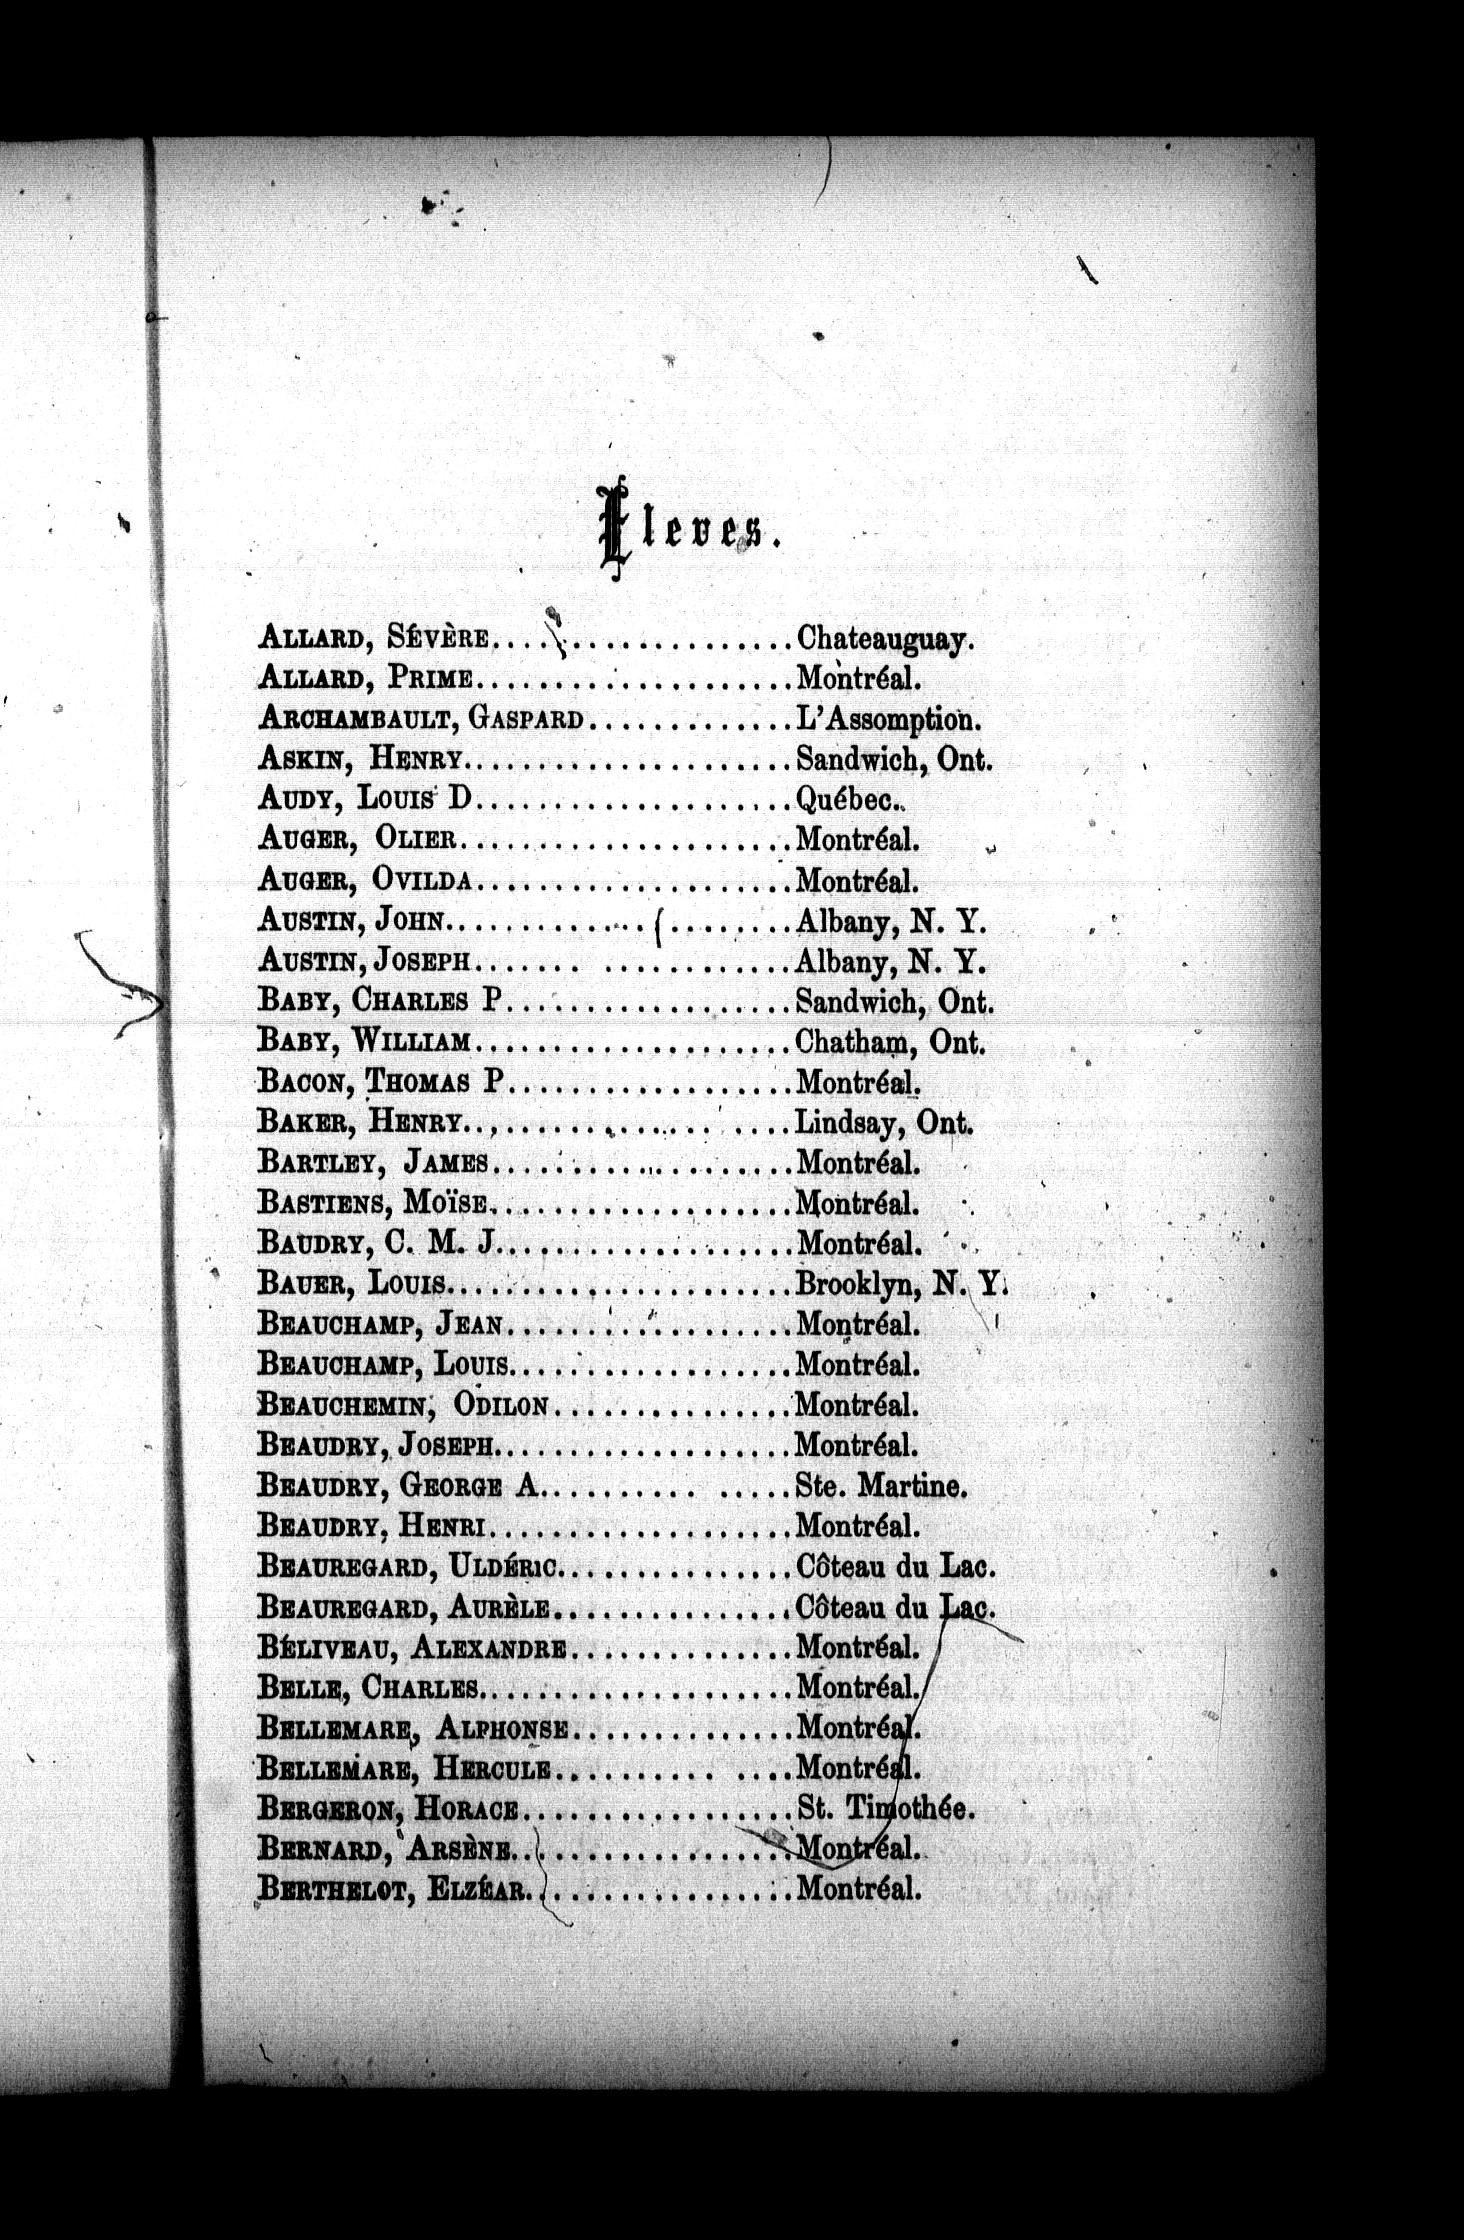 Eleves.
ALLARD, SÉVÈRE..................Chateauguay.
ALLARD, PRIME....................Montréal.
ARCHAMBAULT, GASPARD.............L'Assomption.
ASKIN, HENRY.....................Sandwich, Ont.
AUDY, LOUIS D....................Québec.
AUGER, OLIER.....................Montréal.
AUGER, OVILDA....................Montréal.
AUSTIN, JOHN.....................Albany, N. Y.
AUSTIN, JOSEPH...................Albany, N. Y.
BABY, CHARLES P..................Sandwich, Ont.
BABY, WILLIAM....................Chatham, Ont.
BACON, THOMAS P..................Montréal.
BAKER, HENRY.....................Lindsay, Ont.
BARTLEY, JAMES...................Montréal.
BASTIENS, MOÏSE..................Montréal.
BAUDRY, C. M. J..................Montréal.
BAUER, LOUIS.....................Brooklyn, N. Y.
BEAUCHAMP, JEAN..................Montréal.
BEAUCHAMP, LOUIS.................Montréal.
BEAUCHEMIN, ODILON...............Montréal.
BEAUDRY, JOSEPH..................Montréal.
BEAUDRY, GEORGE A................Ste. Martine.
BEAUDRY, HENRI...................Montréal.
BEAUREGARD, ULDÉRIC..............Côteau du Lac.
BEAUREGARD, AURÈLE...............Côteau du Lac.
BÉLIVEAU, ALEXANDRE..............Montréal.
BELLE, CHARLES...................Montréal.
BELLEMARE, ALPHONSE..............Montréal.
BELLEMARE, HERCULE...............Montréal.
BERGERON, HORACE.................St. Timothée.
BERNARD, ARSÈNE..................Montréal.
BERTHELOT, ELZÉAR................Montréal.